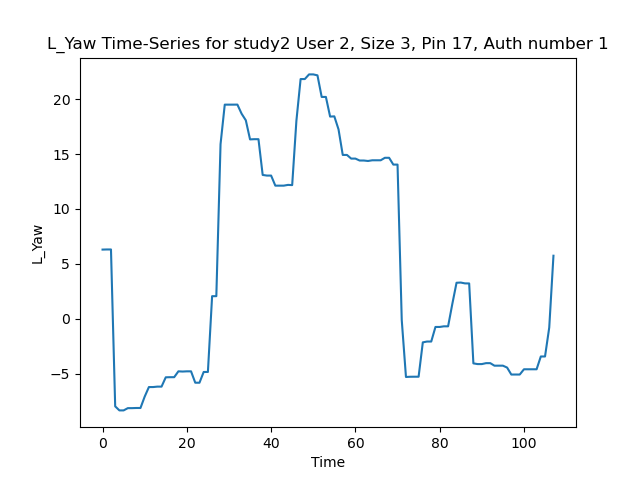 L_Yaw Time-Series for study2 User 2, Size 3, Pin 17, Auth number 1
20
15
10
5
0
−5
L_Yaw
0 20 40 60 80 100
Time